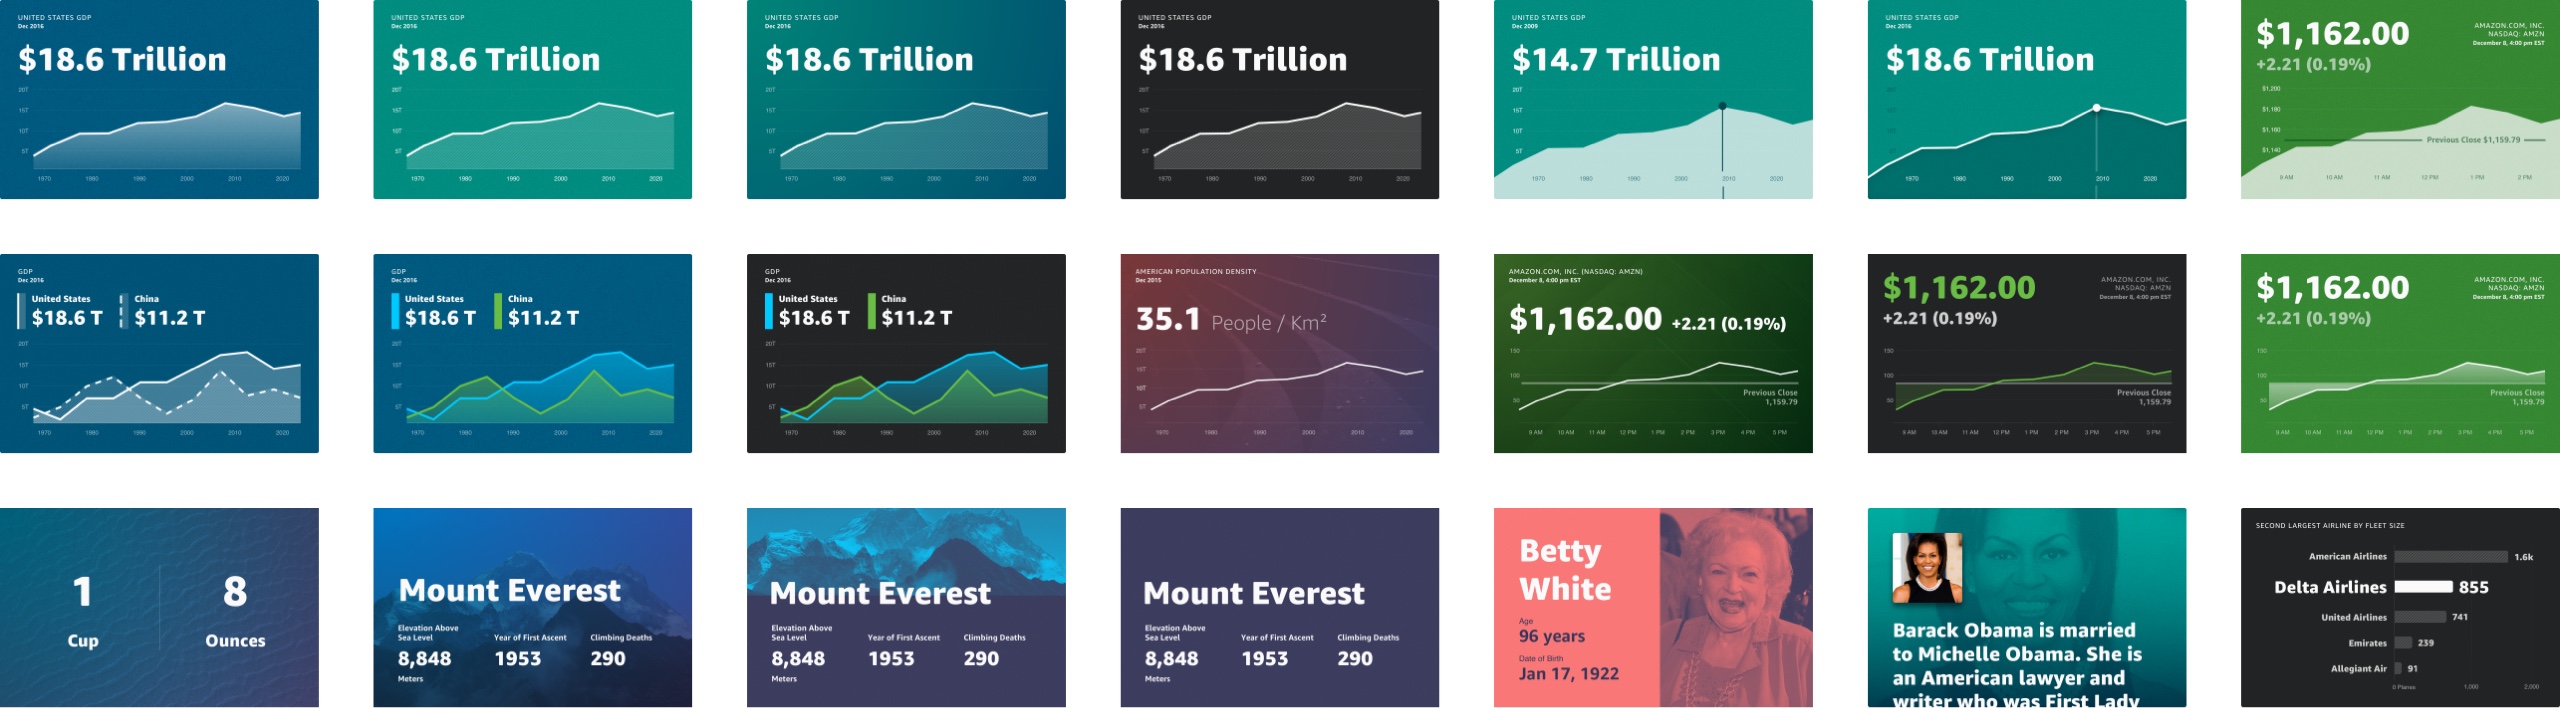 UNITED STATES GDP
Dec 2016
$18.6 Trillion
20T
15T
10T
5T
1970 1980 1990 2000 2010 2020
UNITED STATES GDP
Dec 2016
$18.6 Trillion
20T
15T
10T
5T
1970 1980 1990 2000 2010 2020
UNITED STATES GDP
Dec 2016
$18.6 Trillion
20T
15T
10T
5T
1970 1980 1990 2000 2010 2020
UNITED STATES GDP
Dec 2016
$18.6 Trillion
20T
15T
10T
5T
1970 1980 1990 2000 2010 2020
UNITED STATES GDP
Dec 2009
$14.7 Trillion
20T
15T
10T
5T
1970 1980 1990 2000 2010 2020
UNITED STATES GDP
Dec 2016
$18.6 Trillion
20T
15T
10T
5T
1970 1980 1990 2000 2010 2020
$1,162.00
+2.21 (0.19%)
AMAZON.COM, INC.
NASDAQ: AMZN
December 8, 4:00 pm EST
$1,200
$1,180
$1,160
Previous Close $1,159.79
$1,140
9 AM 10 AM 11 AM 12 PM 1 PM 2 PM
GDP
Dec 2016
United States China
$18.6 T $11.2 T
20T
15T
10T
5T
1970 1980 1990 2000 2010 2020
GDP
Dec 2016
United States China
$18.6 T $11.2 T
20T
15T
10T
5T
1970 1980 1990 2000 2010 2020
GDP
Dec 2016
United States China
$18.6 T $11.2 T
20T
15T
10T
5T
1970 1980 1990 2000 2010 2020
AMERICAN POPULATION DENSITY
Dec 2015
35.1 People / Km²
20T
15T
10T
5T
1970 1980 1990 2000 2010 2020
AMAZON.COM, INC. (NASDAQ: AMZN)
December 8, 4:00 pm EST
$1,162.00 +2.21 (0.19%)
150
100
Previous Close
1,159.79
50
9 AM 10 AM 11 AM 12 PM 1 PM 2 PM 3 PM 4 PM 5 PM
$1,162.00
+2.21 (0.19%)
AMAZON.COM, INC.
NASDAQ: AMZN
December 8, 4:00 pm EST
150
100
Previous Close
1,159.79
50
9 AM 10 AM 11 AM 12 PM 1 PM 2 PM 3 PM 4 PM 5 PM
$1,162.00
+2.21 (0.19%)
AMAZON.COM, INC.
NASDAQ: AMZN
December 8, 4:00 pm EST
150
100
Previous Close
1,159.79
50
9 AM 10 AM 11 AM 12 PM 1 PM 2 PM 3 PM 4 PM 5 PM
1 8
Cup Ounces
Mount Everest
Elevation Above
Sea Level Year of First Ascent Climbing Deaths
8,848 1953 290
Meters
Mount Everest
Elevation Above
Sea Level Year of First Ascent Climbing Deaths
8,848 1953 290
Meters
Mount Everest
Elevation Above
Sea Level Year of First Ascent Climbing Deaths
8,848 1953 290
Meters
Betty
White
Age
96 years
Date of Birth
Jan 17, 1922
Barack Obama is married
to Michelle Obama. She is
an American lawyer and
writer who was First Lady
SECOND LARGEST AIRLINE BY FLEET SIZE
American Airlines 1.6k
Delta Airlines 855
United Airlines 741
Emirates 239
Allegiant Air 91
0 Planes 1,000 2,000